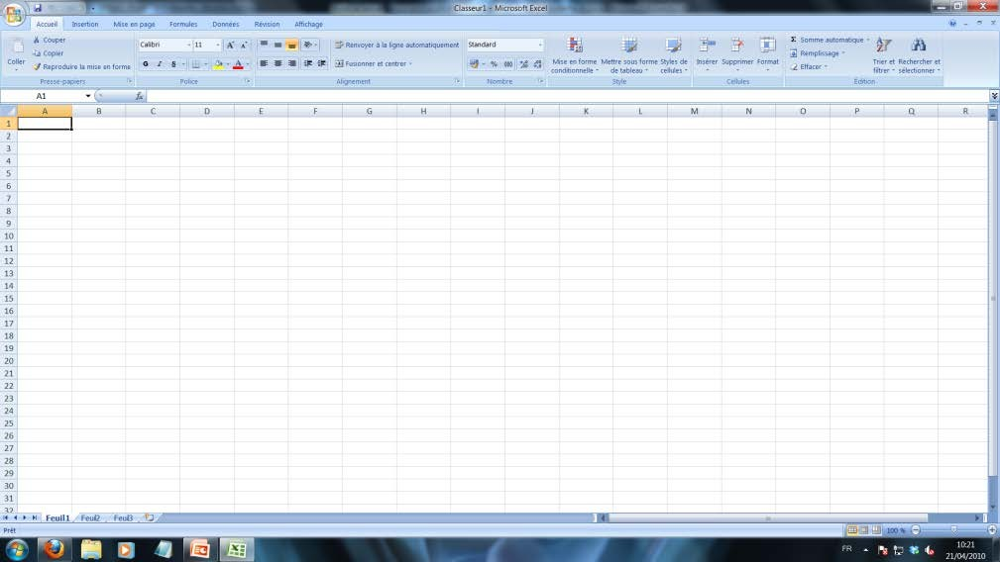 Classeur1 - Microsoft Excel
Accueil Insertion Mise en page Formules Données Révision Affichage
Coller
Couper
Copier
Reproduire la mise en forme
Presse-papiers
Calibri 11
G I S
Police
Renvoyer à la ligne automatiquement
Fusionner et centrer
Alignement
Standard
% 000
Nombre
Mise en forme conditionnelle
Mettre sous forme de tableau
Styles de cellules
Style
Insérer Supprimer Format
Cellules
Σ Somme automatique
Remplissage
Effacer
Trier et filtrer
Rechercher et sélectionner
Édition
A1 fx
A B C D E F G H I J K L M N O P Q R
1
2
3
4
5
6
7
8
9
10
11
12
13
14
15
16
17
18
19
20
21
22
23
24
25
26
27
28
29
30
31
32
Feuil1 Feuil2 Feuil3
Prêt 100 %
FR 10:21
21/04/2010